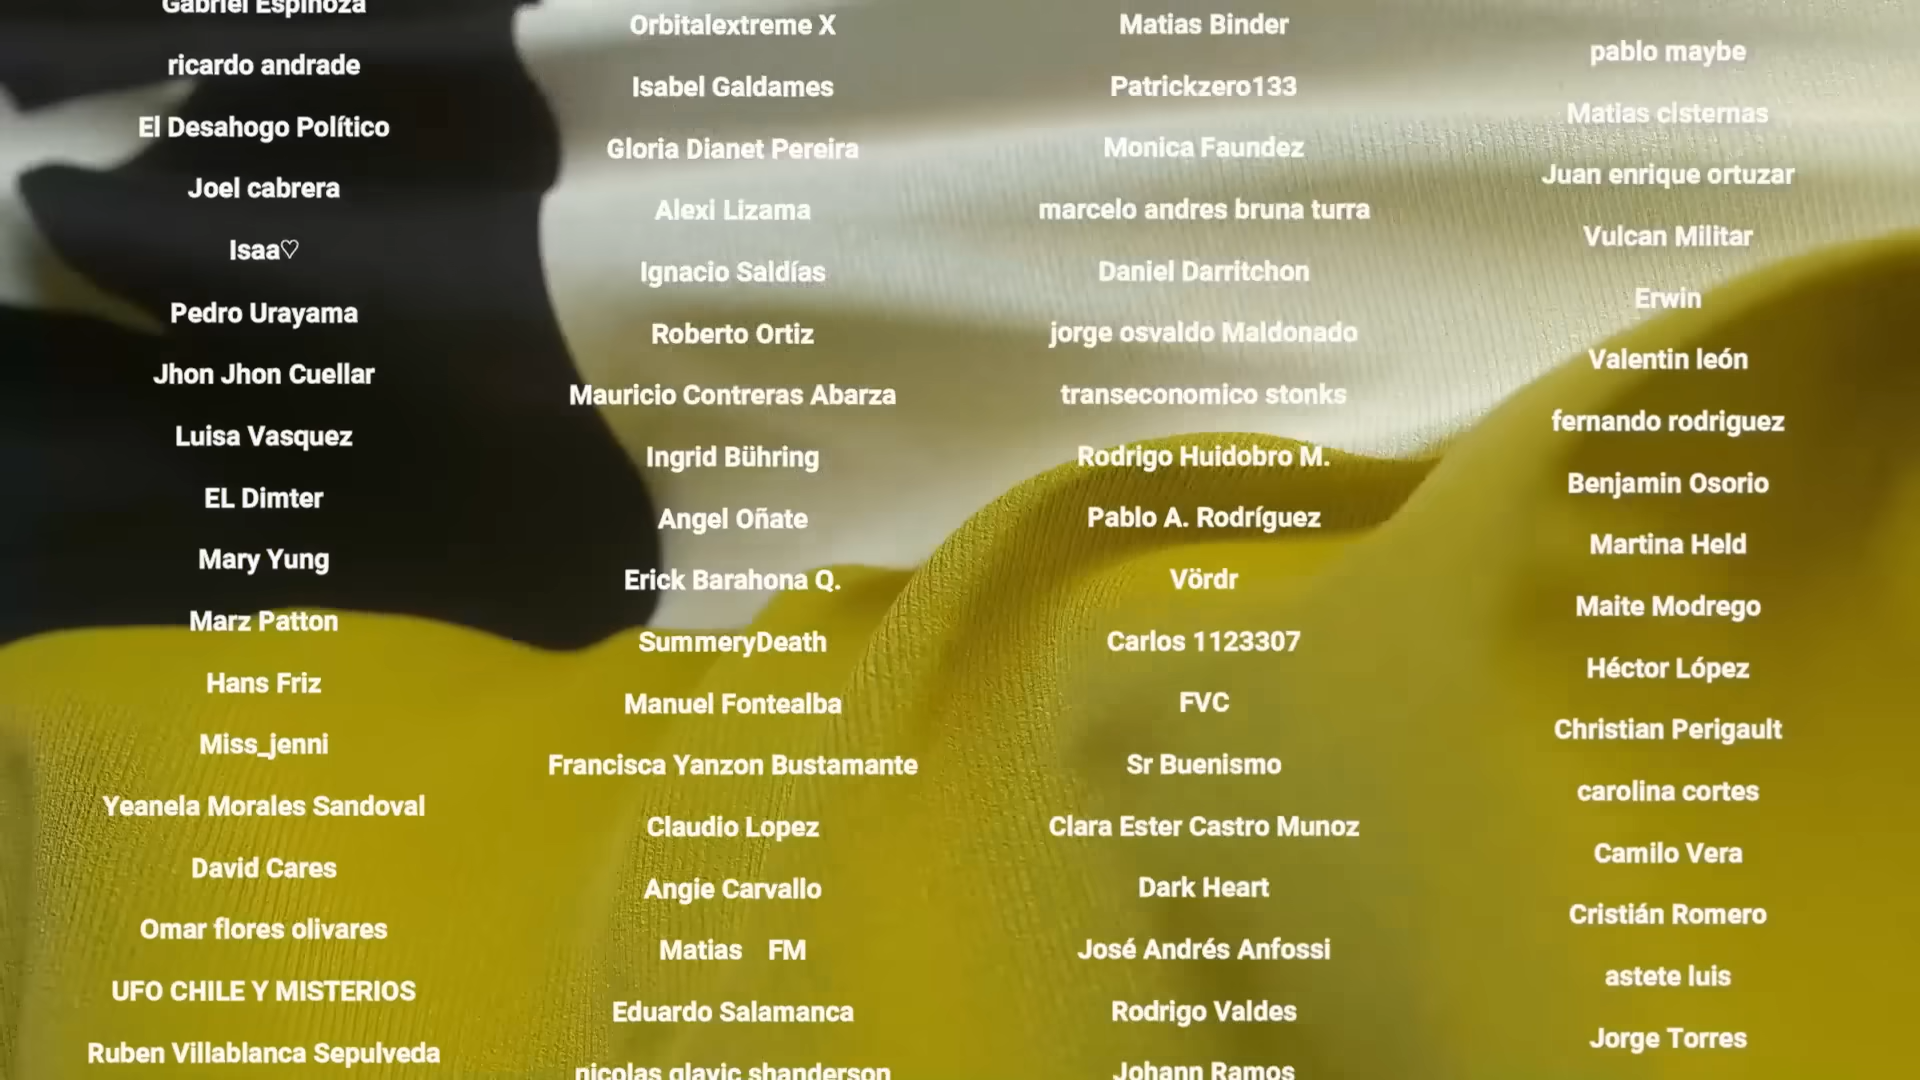 Gabriel Espinoza
ricardo andrade
El Desahogo Político
Joel cabrera
Isaa♡
Pedro Urayama
Jhon Jhon Cuellar
Luisa Vasquez
EL Dimter
Mary Yung
Marz Patton
Hans Friz
Miss_jenni
Yeanela Morales Sandoval
David Cares
Omar flores olivares
UFO CHILE Y MISTERIOS
Ruben Villablanca Sepulveda
Orbitalextreme X
Isabel Galdames
Gloria Dianet Pereira
Alexi Lizama
Ignacio Saldías
Roberto Ortiz
Mauricio Contreras Abarza
Ingrid Bühring
Angel Oñate
Erick Barahona Q.
SummeryDeath
Manuel Fontealba
Francisca Yanzon Bustamante
Claudio Lopez
Angie Carvallo
Matias FM
Eduardo Salamanca
nicolas glavic shanderson
Matias Binder
Patrickzero133
Monica Faundez
marcelo andres bruna turra
Daniel Darritchon
jorge osvaldo Maldonado
transeconomico stonks
Rodrigo Huidobro M.
Pablo A. Rodríguez
Vördr
Carlos 1123307
FVC
Sr Buenismo
Clara Ester Castro Munoz
Dark Heart
José Andrés Anfossi
Rodrigo Valdes
Johann Ramos
pablo maybe
Matias cisternas
Juan enrique ortuzar
Vulcan Militar
Erwin
Valentin león
fernando rodriguez
Benjamin Osorio
Martina Held
Maite Modrego
Héctor López
Christian Perigault
carolina cortes
Camilo Vera
Cristián Romero
astete luis
Jorge Torres